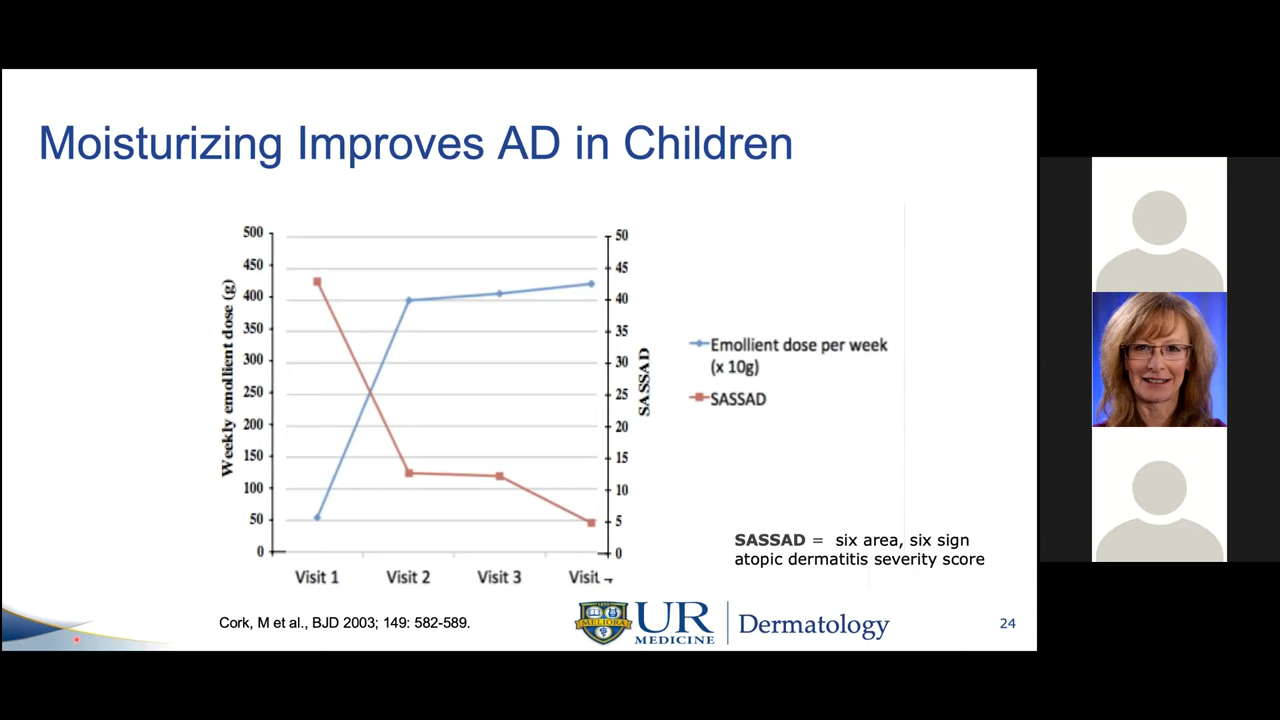 Moisturizing Improves AD in Children
500
450
400
350
300
250
200
150
100
50
0
Weekly emollient dose (g)
50
45
40
35
30
25
20
15
10
5
0
SASSAD
Visit 1
Visit 2
Visit 3
Visit
Emollient dose per week
(x 10g)
SASSAD
SASSAD = six area, six sign
atopic dermatitis severity score
Cork, M et al., BJD 2003; 149: 582-589.
MELIORA
UR
MEDICINE
Dermatology
24